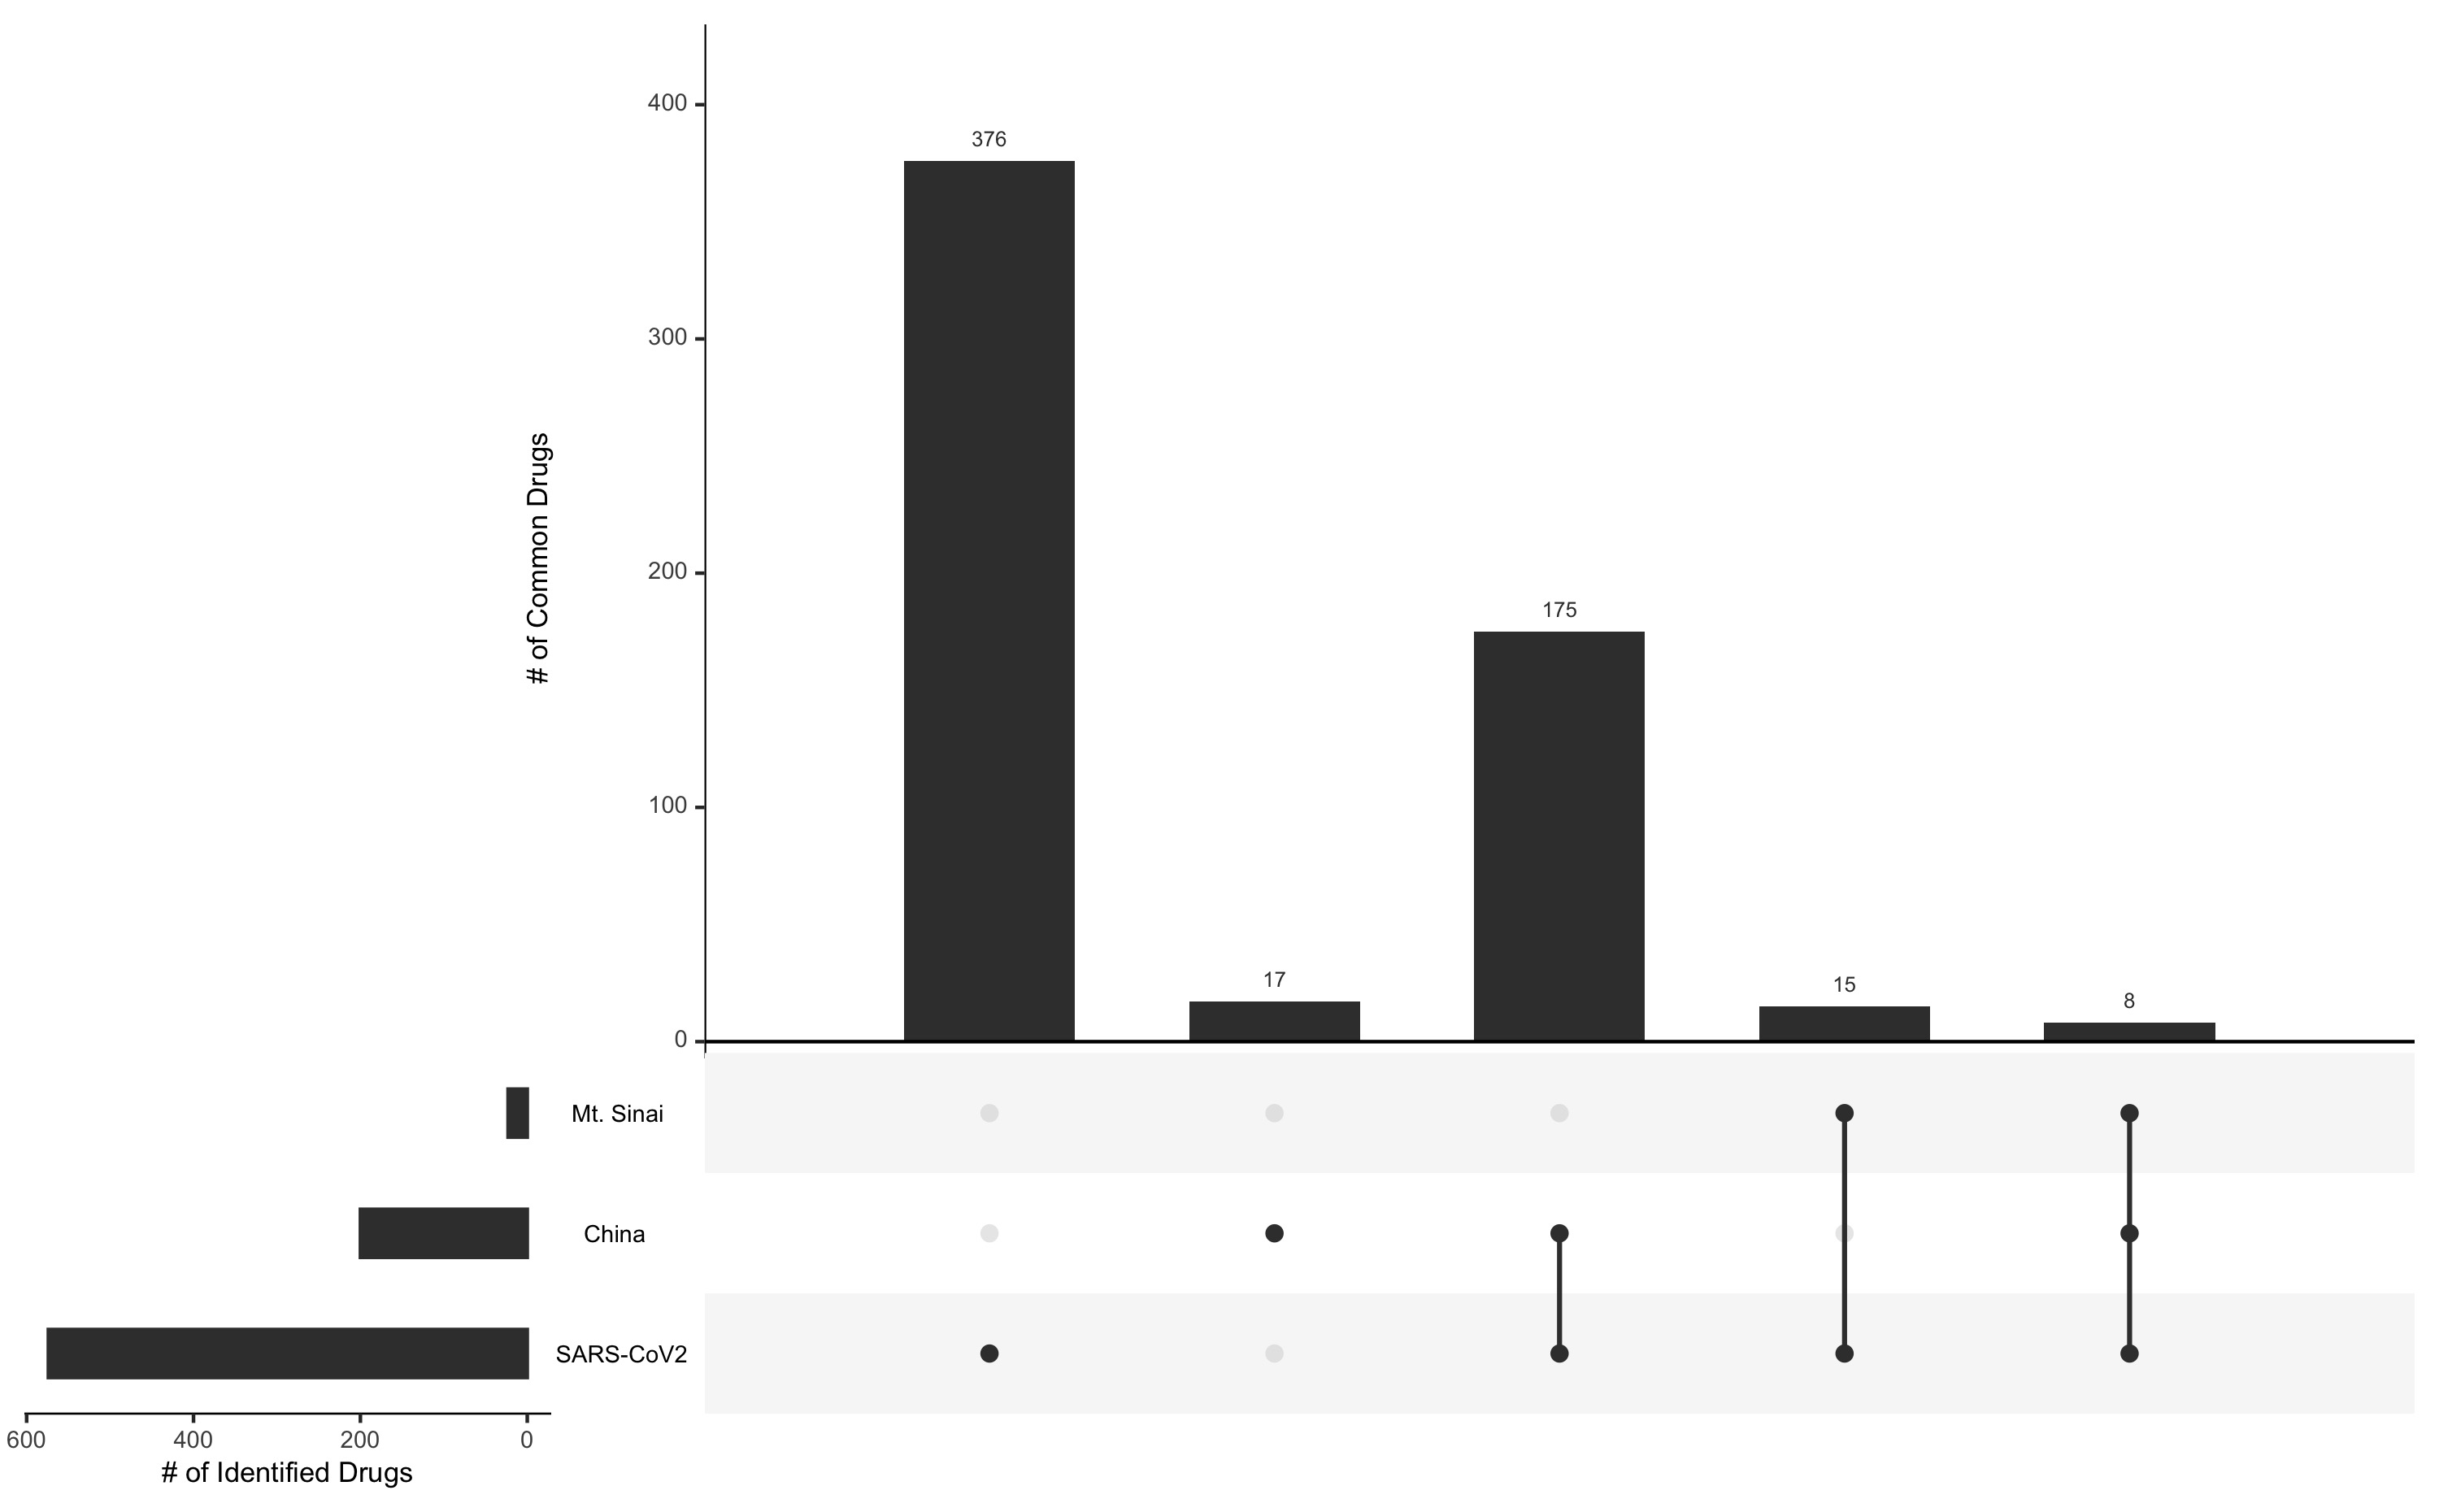 # of Common Drugs
400
300
200
100
0
376
17
175
15
8
Mt. Sinai
China
SARS-CoV2
600 400 200 0
# of Identified Drugs